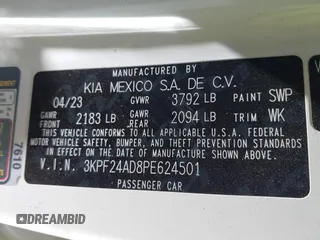 MANUFACTURED BY
KIA MEXICO S.A. DE C.V.
04/23 GVWR 3792 LB PAINT SWP
GAWR FRONT 2183 LB GAWR REAR 2094 LB TRIM WK
THIS VEHICLE CONFORMS TO ALL APPLICABLE U.S.A. FEDERAL
MOTOR VEHICLE SAFETY, BUMPER, AND THEFT PREVENTION STANDARDS
IN EFFECT ON THE DATE OF MANUFACTURE SHOWN ABOVE.
V.I.N. 3KPF24AD8PE624501
PASSENGER CAR
7610
DREAMBID